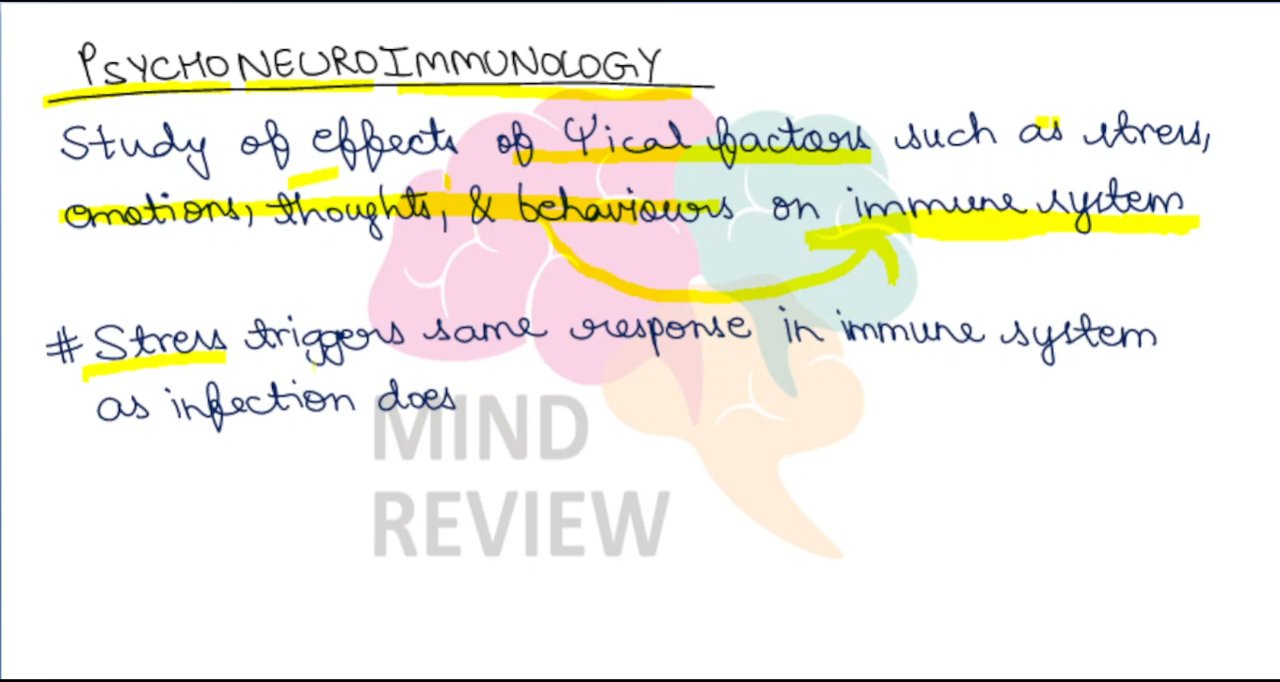 PSYCHONEUROIMMUNOLOGY
Study of effects of Ψical factors such as stress,
emotions, thoughts, & behaviours on immune system
# Stress triggers same response in immune system
as infection does
MIND
REVIEW